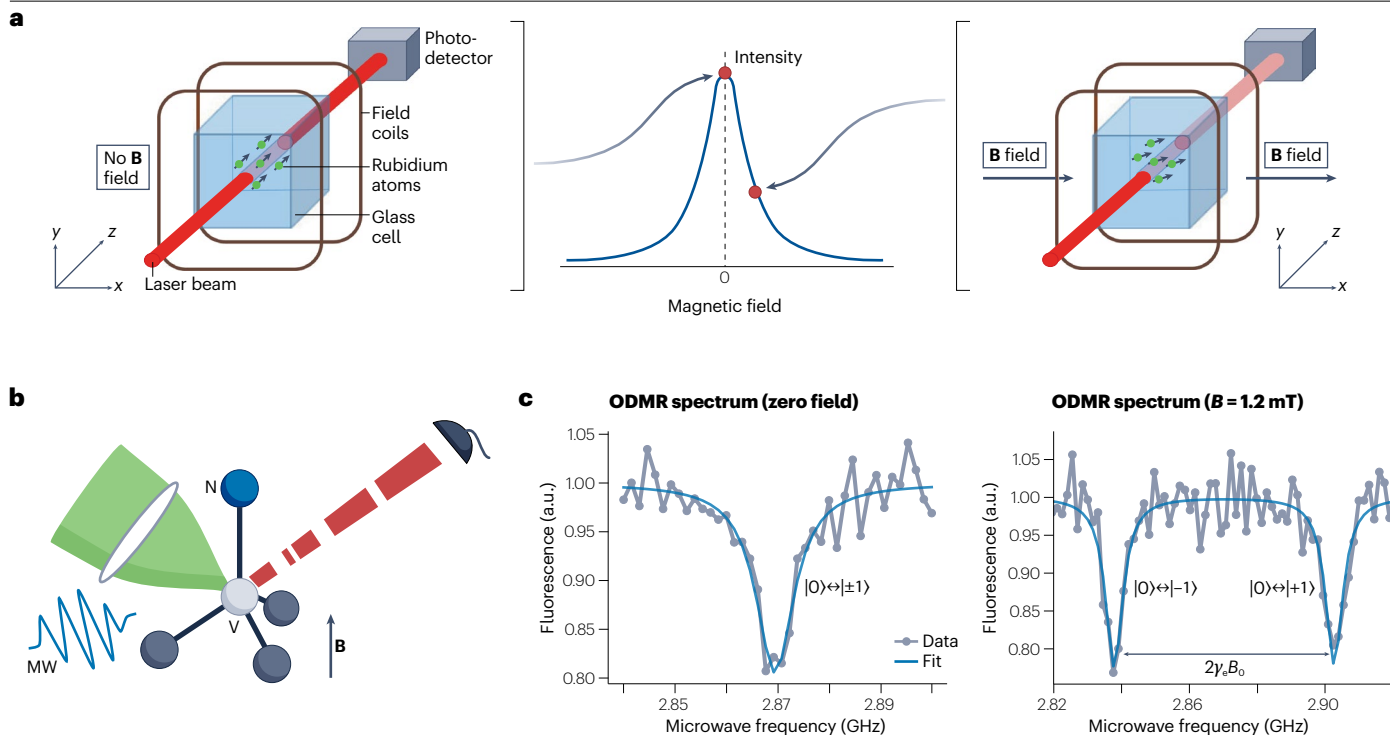 a
Photo-
detector
Field
coils
Rubidium
atoms
Glass
cell
No B
field
y
z
x
Laser beam
Intensity
0
Magnetic field
B field
B field
y
z
x
b
N
V
MW
B
c
ODMR spectrum (zero field)
1.05
1.00
0.95
0.90
0.85
0.80
Fluorescence (a.u.)
|0⟩↔|±1⟩
Data
Fit
2.85
2.87
2.89
Microwave frequency (GHz)
ODMR spectrum (B = 1.2 mT)
1.05
1.00
0.95
0.90
0.85
0.80
Fluorescence (a.u.)
|0⟩↔|−1⟩
|0⟩↔|+1⟩
2γₑB₀
2.82
2.86
2.90
Microwave frequency (GHz)